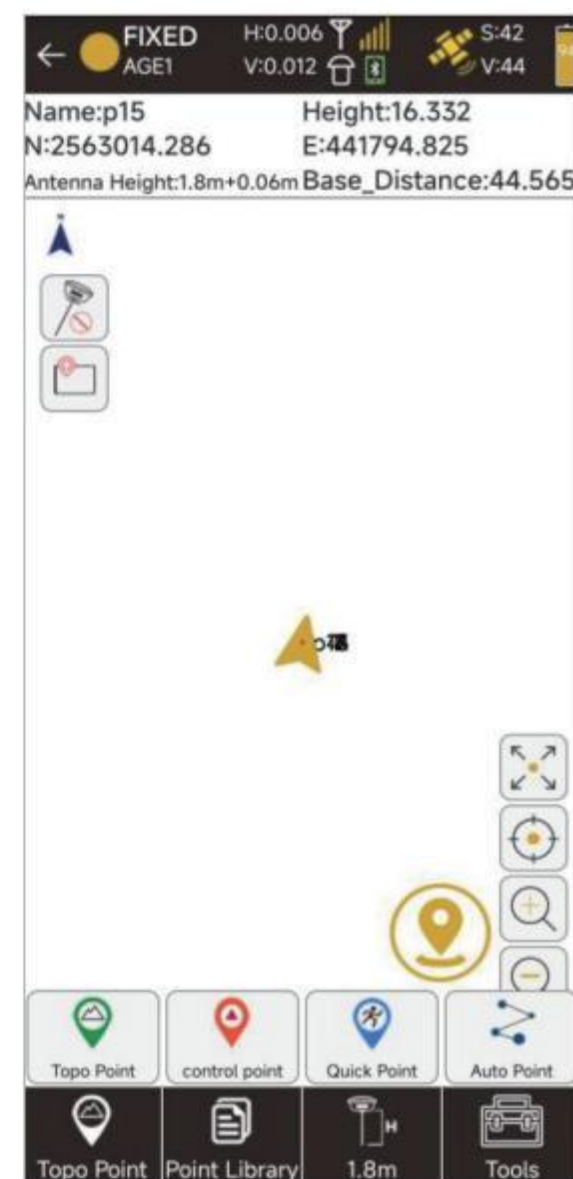 FIXED H:0.006 S:42
AGE1 V:0.012 V:44
94
Name:p15 Height:16.332
N:2563014.286 E:441794.825
Antenna Height:1.8m+0.06m Base_Distance:44.565
Topo Point control point Quick Point Auto Point
H
Topo Point Point Library 1.8m Tools